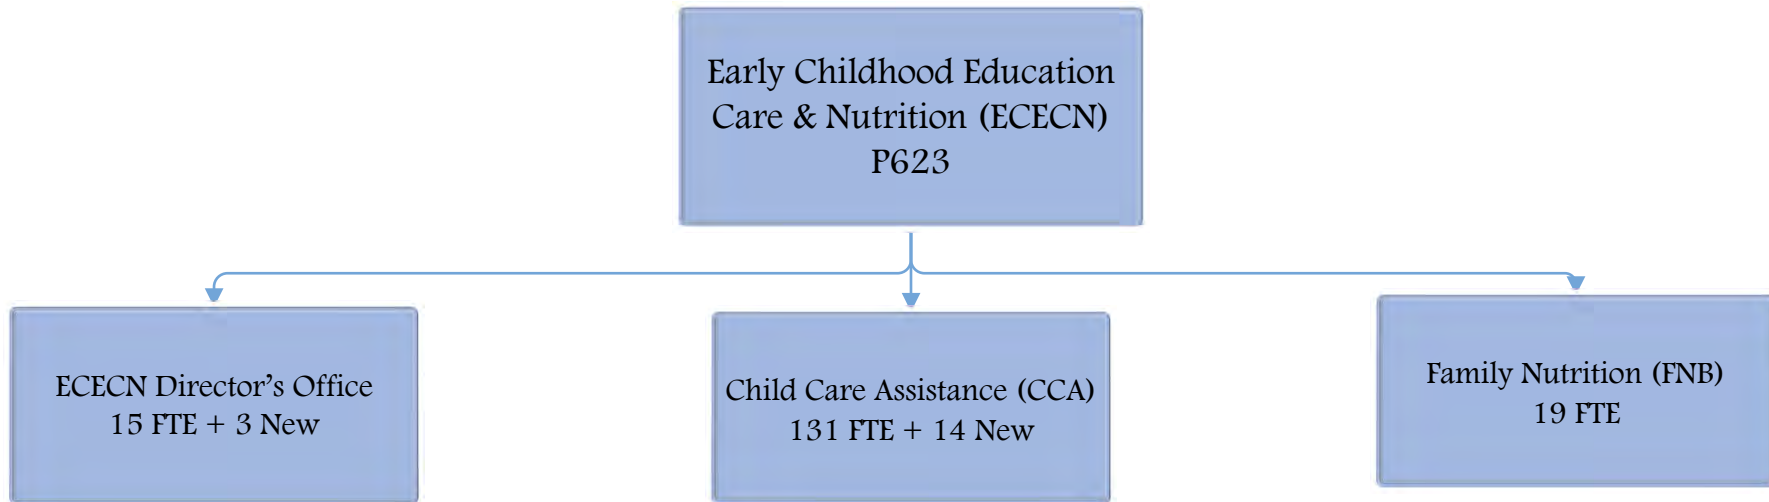 Early Childhood Education
Care & Nutrition (ECECN)
P623
ECECN Director's Office
15 FTE + 3 New
Child Care Assistance (CCA)
131 FTE + 14 New
Family Nutrition (FNB)
19 FTE